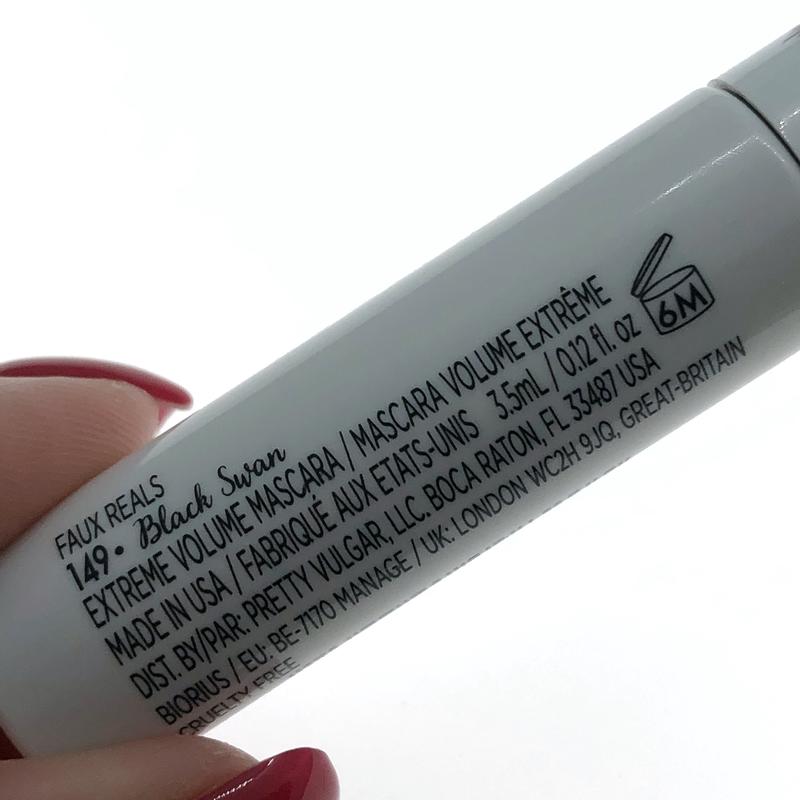 FAUX REALS
149• Black Swan
EXTREME VOLUME MASCARA / MASCARA VOLUME EXTRÊME
MADE IN USA / FABRIQUÉ AUX ETATS-UNIS 3.5mL / 0.12 fl. oz
DIST. BY/PAR: PRETTY VULGAR, LLC. BOCA RATON, FL 33487 USA
BIORIUS / EU: BE-7170 MANAGE / UK: LONDON WC2H 9JQ, GREAT-BRITAIN
CRUELTY FREE
6M